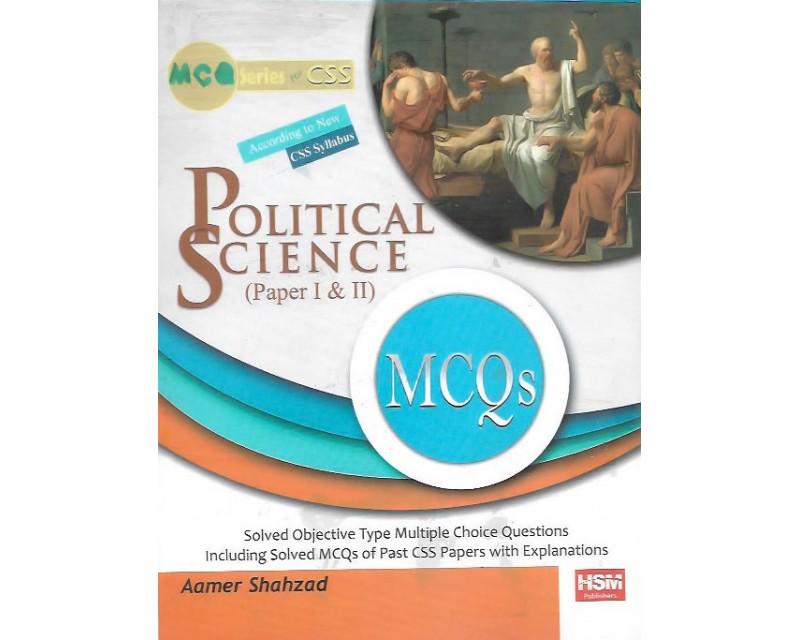 MCQ Series for CSS
According to New
CSS Syllabus
POLITICAL
SCIENCE
(Paper I & II)
MCQs
Solved Objective Type Multiple Choice Questions
Including Solved MCQs of Past CSS Papers with Explanations
Aamer Shahzad
HSM
Publishers